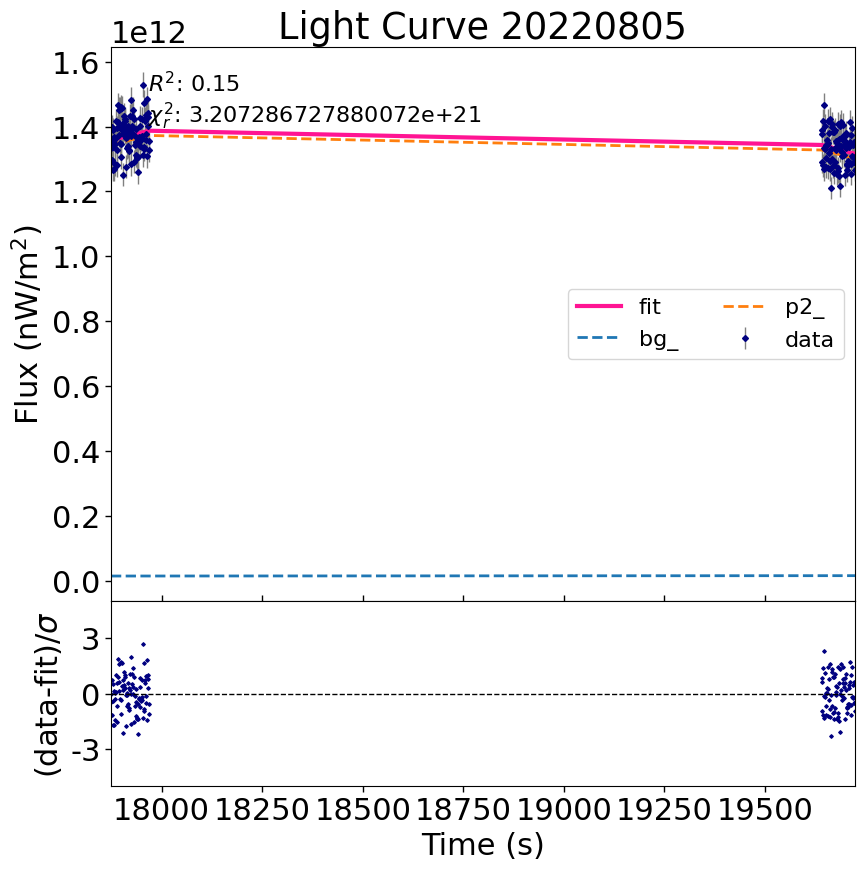 Light Curve 20220805
1e12
R²: 0.15
χ²ᵣ: 3.207286727880072e+21
1.6
1.4
1.2
1.0
0.8
0.6
0.4
0.2
0.0
Flux (nW/m²)
fit
bg_
p2_
data
3
0
-3
(data-fit)/σ
18000 18250 18500 18750 19000 19250 19500
Time (s)